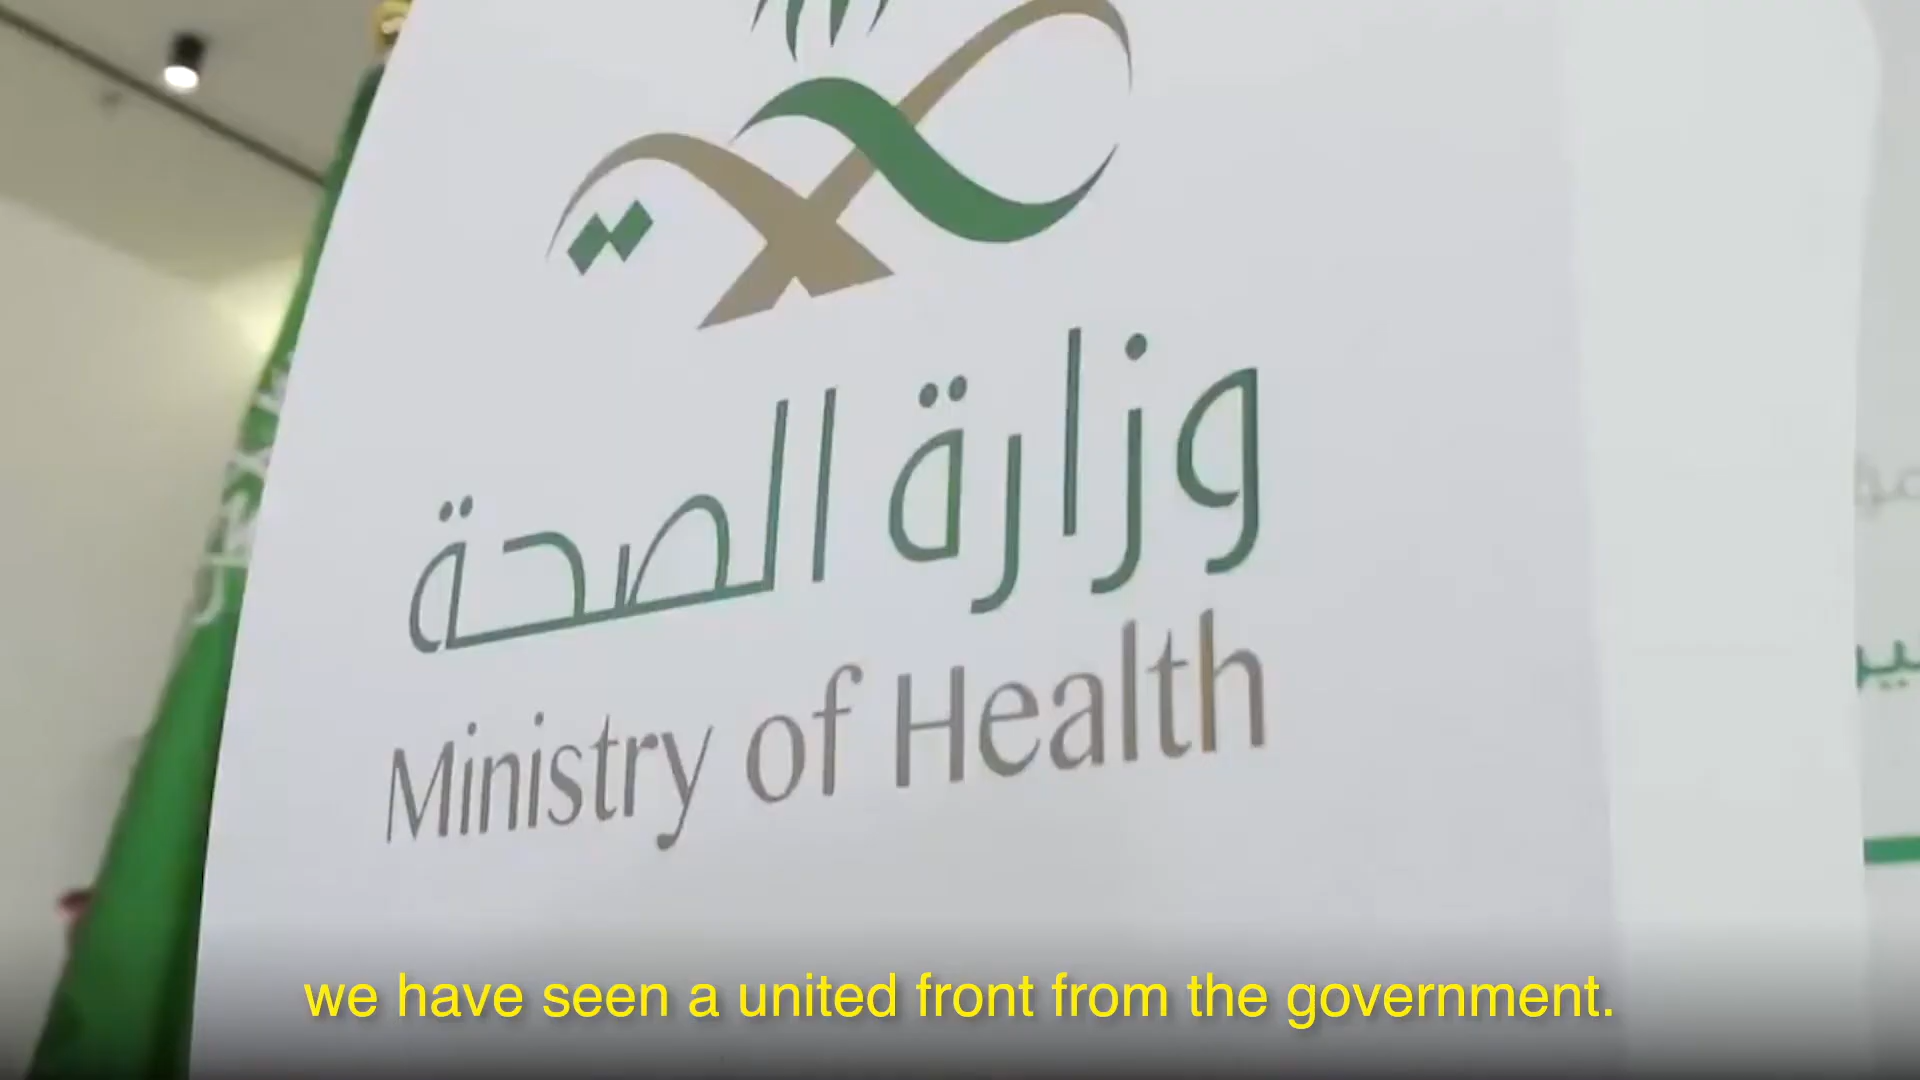 وزارة الصحة
Ministry of Health
we have seen a united front from the government.